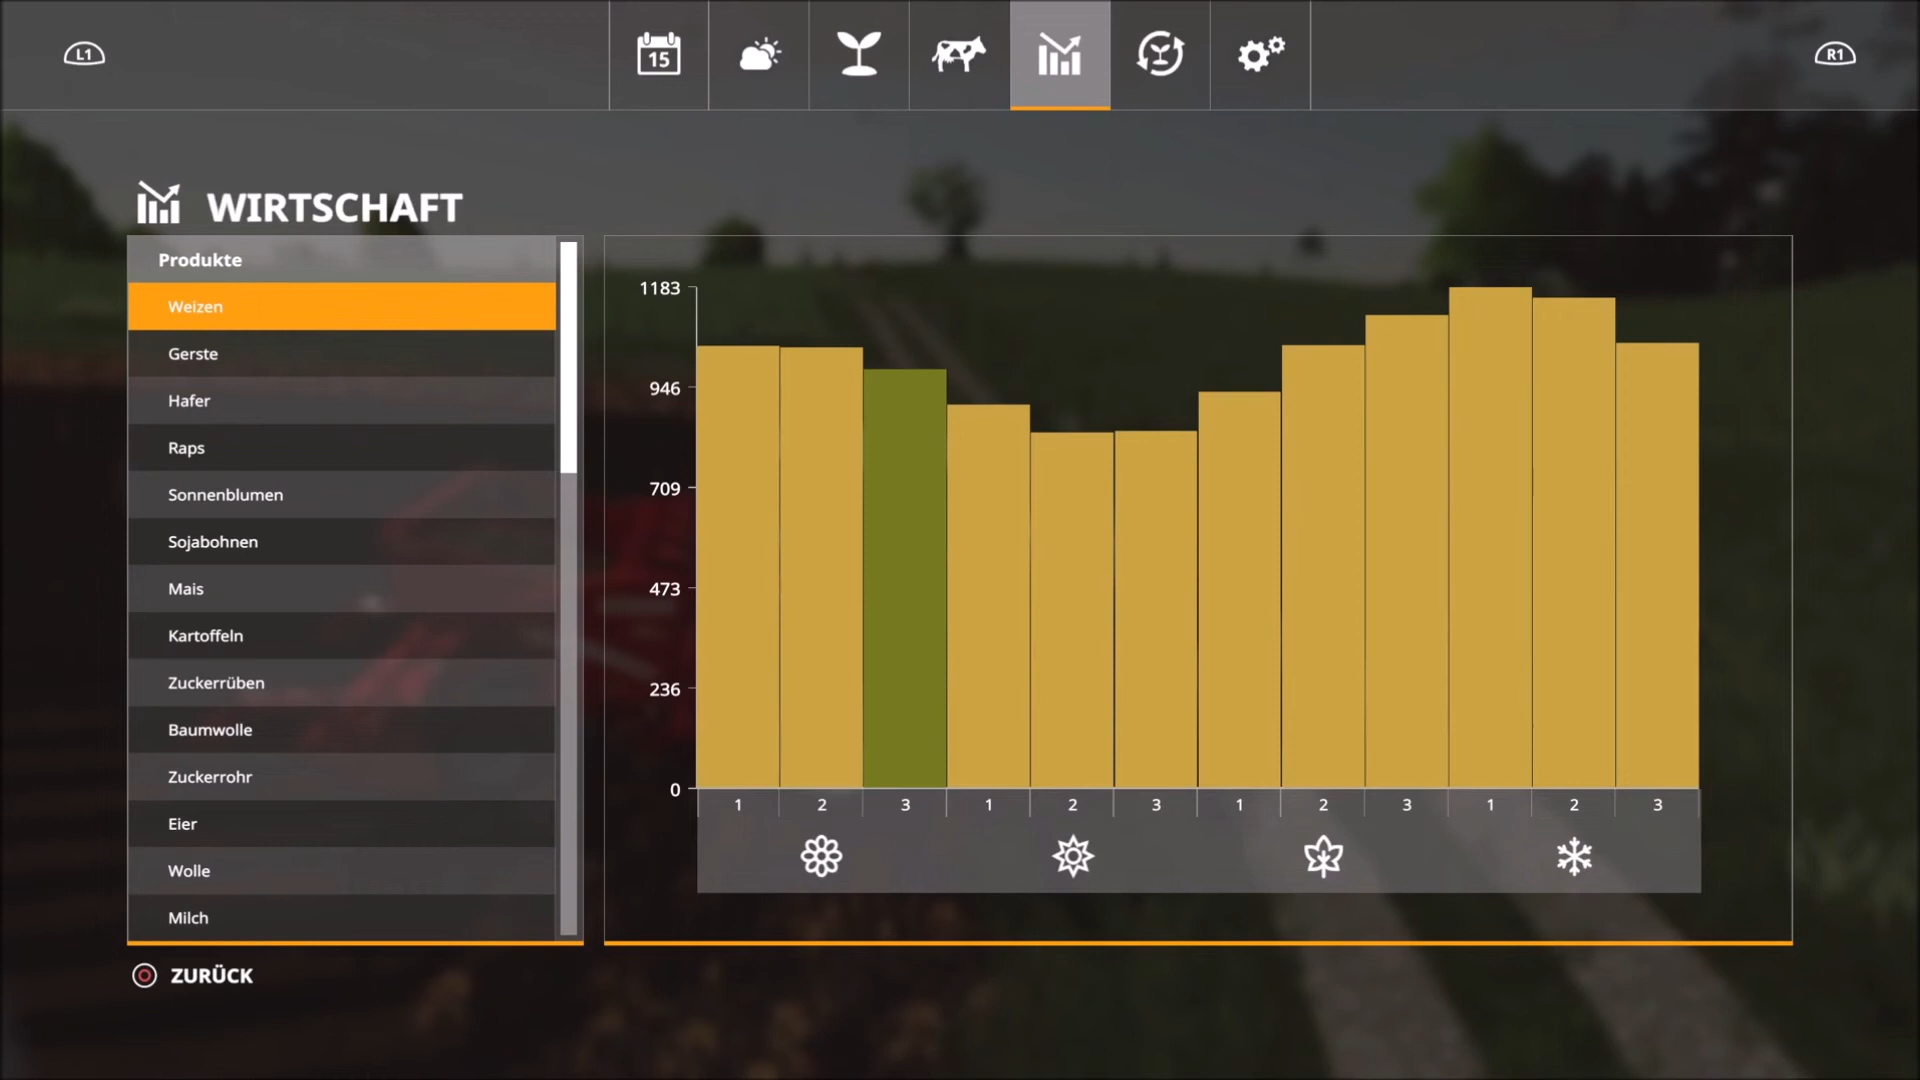 L1
15
R1
WIRTSCHAFT
Produkte
Weizen
Gerste
Hafer
Raps
Sonnenblumen
Sojabohnen
Mais
Kartoffeln
Zuckerrüben
Baumwolle
Zuckerrohr
Eier
Wolle
Milch
1183
946
709
473
236
0
1 2 3 1 2 3 1 2 3 1 2 3
ZURÜCK